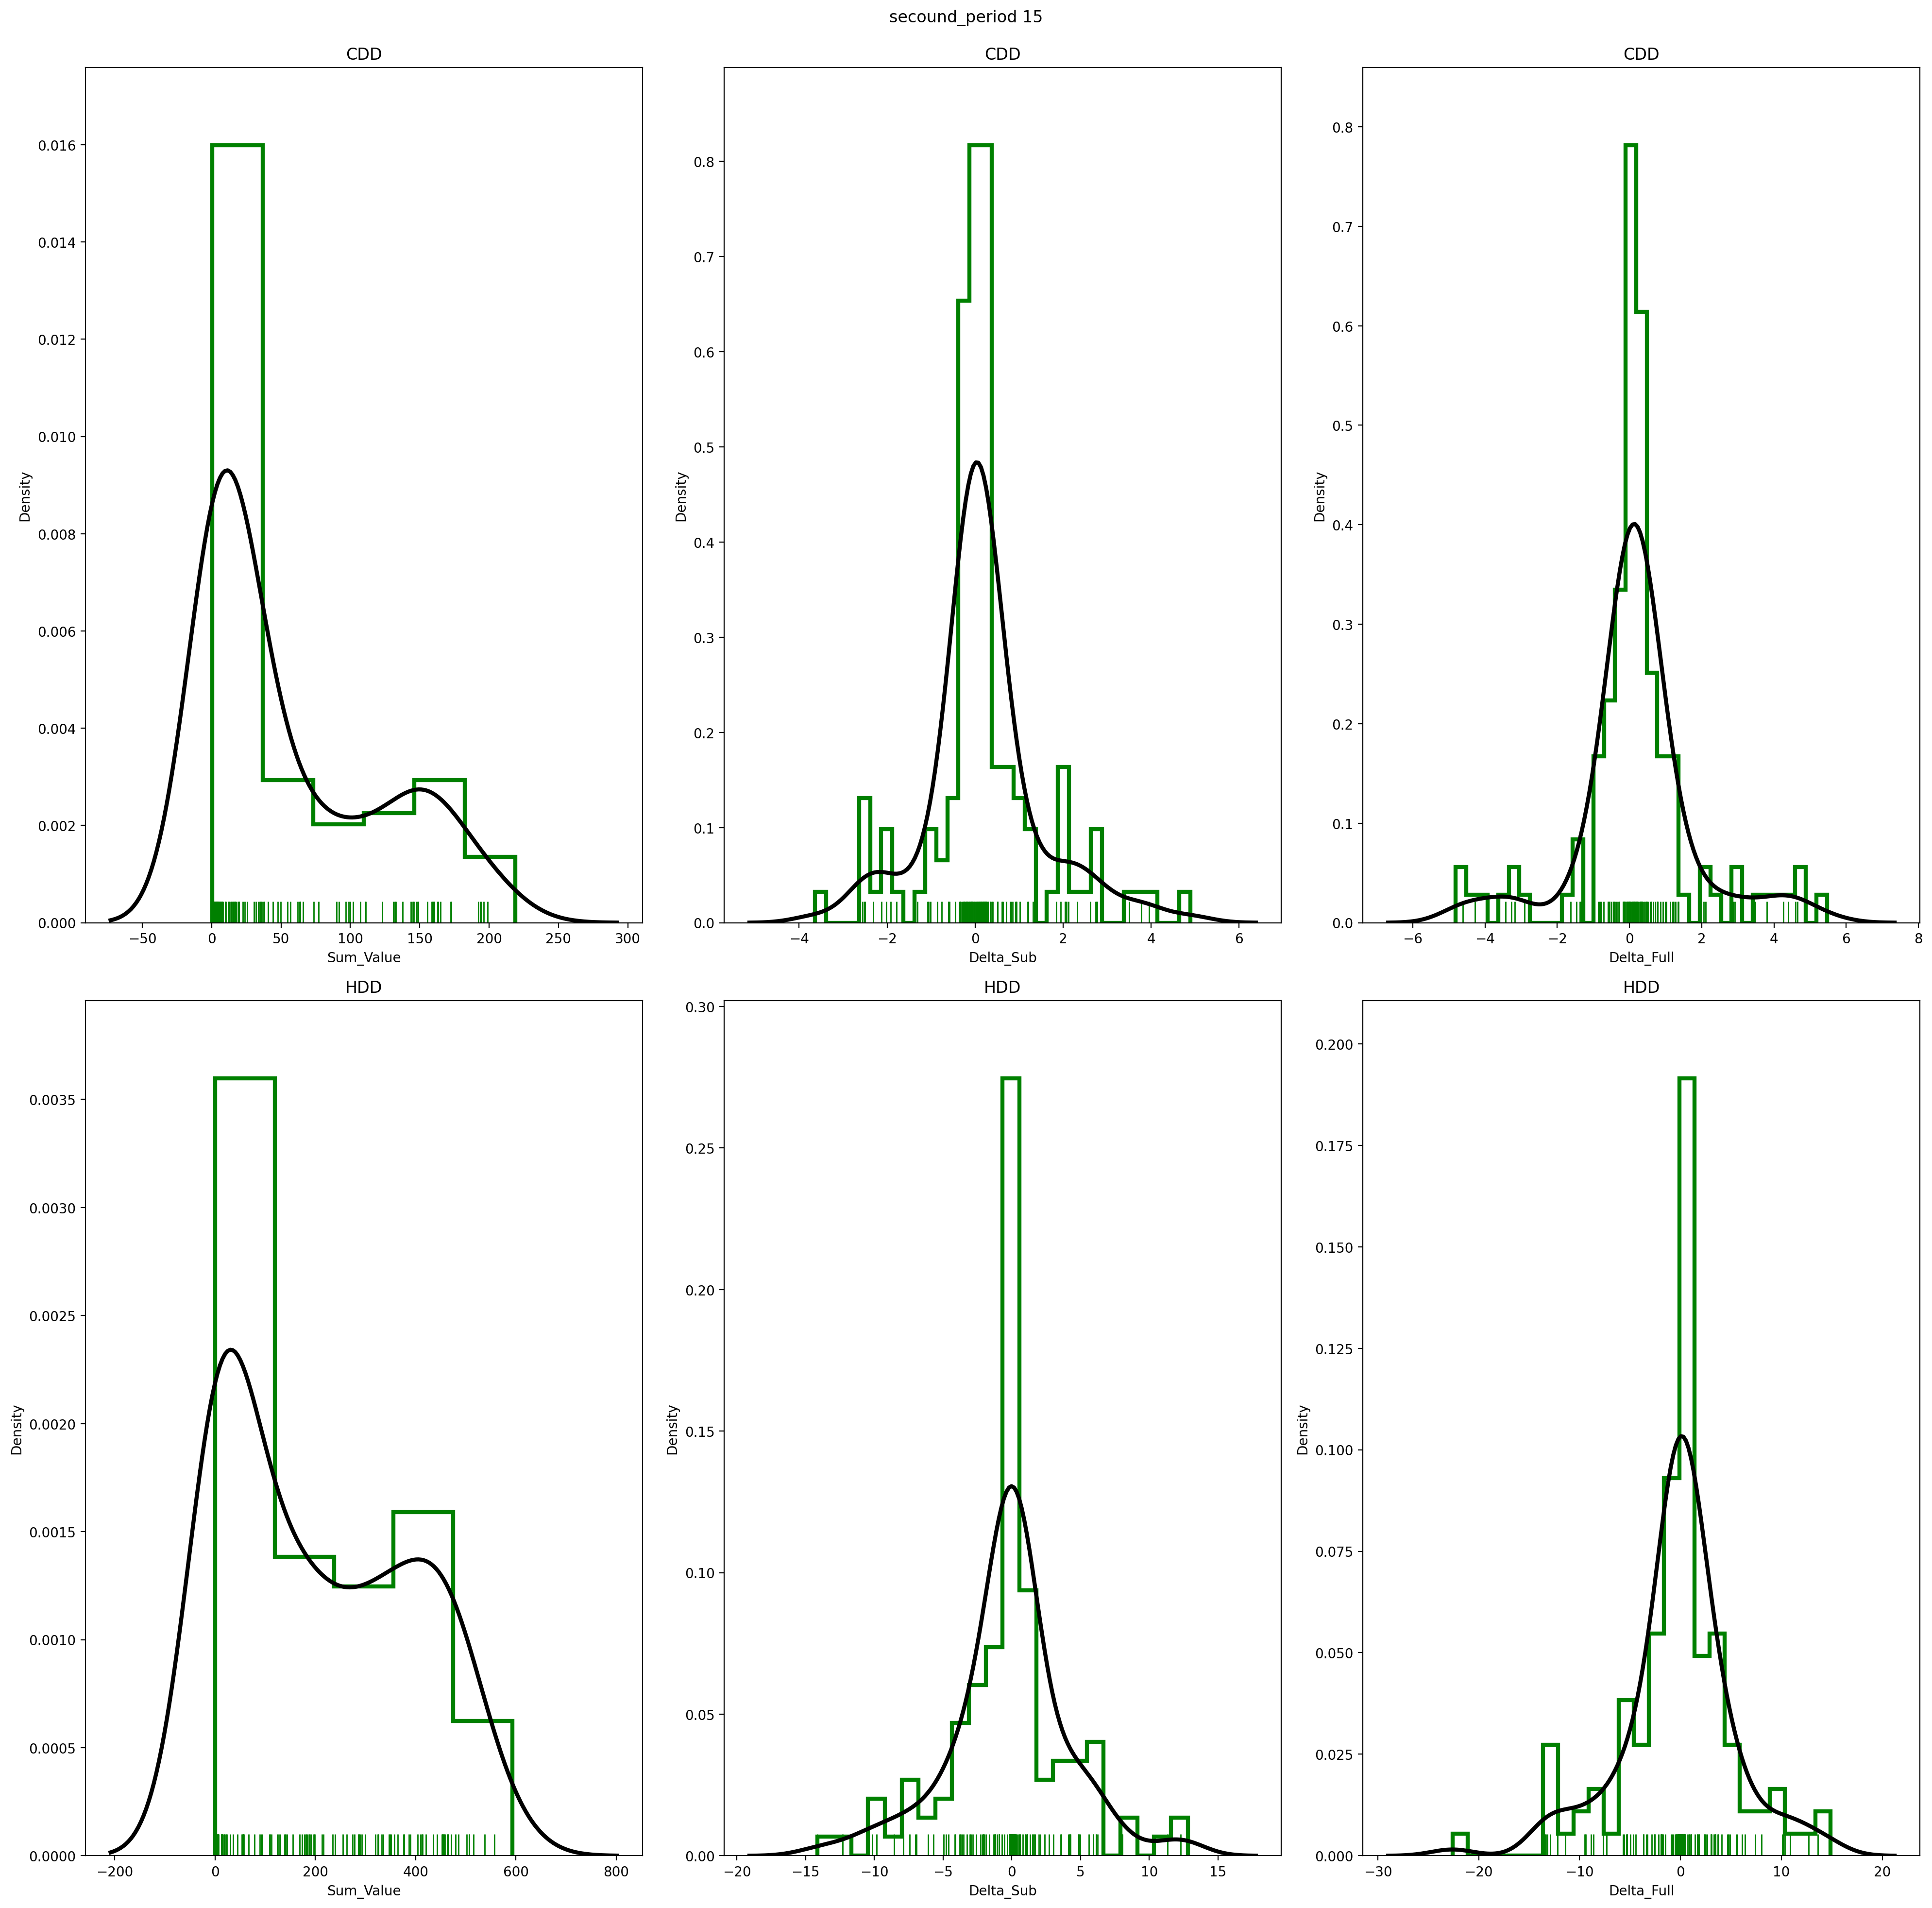 secound_period 15
CDD
CDD
CDD
Density
0.016
0.014
0.012
0.010
0.008
0.006
0.004
0.002
0.000
−50 0 50 100 150 200 250 300
Sum_Value
Density
0.8
0.7
0.6
0.5
0.4
0.3
0.2
0.1
0.0
−4 −2 0 2 4 6
Delta_Sub
Density
0.8
0.7
0.6
0.5
0.4
0.3
0.2
0.1
0.0
−6 −4 −2 0 2 4 6 8
Delta_Full
HDD
HDD
HDD
Density
0.0035
0.0030
0.0025
0.0020
0.0015
0.0010
0.0005
0.0000
−200 0 200 400 600 800
Sum_Value
Density
0.30
0.25
0.20
0.15
0.10
0.05
0.00
−20 −15 −10 −5 0 5 10 15
Delta_Sub
Density
0.200
0.175
0.150
0.125
0.100
0.075
0.050
0.025
0.000
−30 −20 −10 0 10 20
Delta_Full